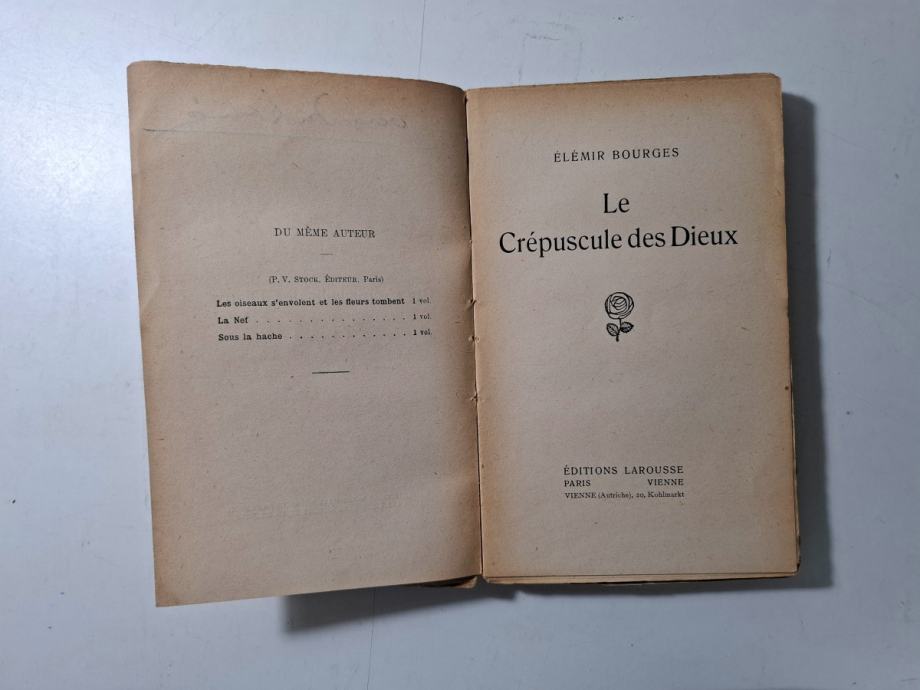 DU MÊME AUTEUR
(P. V. STOCK, ÉDITEUR, Paris)
Les oiseaux s'envolent et les fleurs tombent 1 vol.
La Nef . . . . . . . . . . . . . . . 1 vol.
Sous la hache . . . . . . . . . . . . 1 vol.
ÉLÉMIR BOURGES
Le
Crépuscule des Dieux
ÉDITIONS LAROUSSE
PARIS VIENNE
VIENNE (Autriche), 20, Kohlmarkt